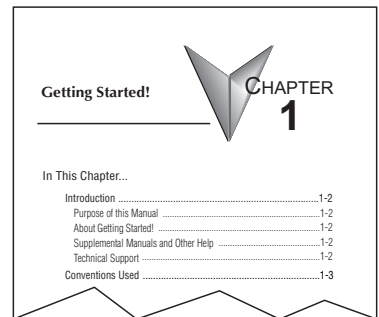 Getting Started!
CHAPTER
1
In This Chapter...
Introduction ........................................................................1-2
Purpose of this Manual ........................................................1-2
About Getting Started! ........................................................1-2
Supplemental Manuals and Other Help ....................................1-2
Technical Support ..............................................................1-2
Conventions Used ...............................................................1-3